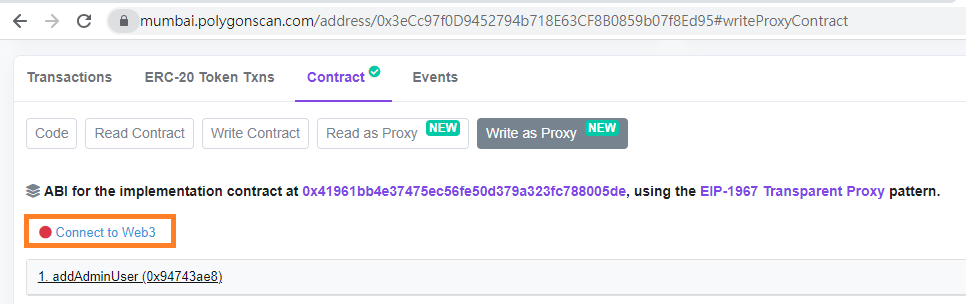 mumbai.polygonscan.com/address/0x3eCc97f0D9452794b718E63CF8B0859b07f8Ed95#writeProxyContract
Transactions ERC-20 Token Txns Contract Events
Code Read Contract Write Contract Read as Proxy NEW Write as Proxy NEW
ABI for the implementation contract at 0x41961bb4e37475ec56fe50d379a323fc788005de, using the EIP-1967 Transparent Proxy pattern.
Connect to Web3
1. addAdminUser (0x94743ae8)